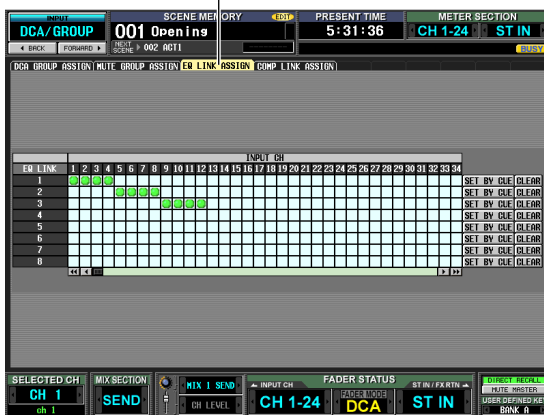 INPUT SCENE MEMORY EDIT PRESENT TIME METER SECTION
DCA/GROUP 001 Opening 5:31:36 CH 1-24 ST IN
BACK FORWARD NEXT SCENE 002 ACT1 BUSY
DCA GROUP ASSIGN MUTE GROUP ASSIGN EQ LINK ASSIGN COMP LINK ASSIGN
INPUT CH
EQ LINK 1 2 3 4 5 6 7 8 9 10 11 12 13 14 15 16 17 18 19 20 21 22 23 24 25 26 27 28 29 30 31 32 33 34
1 SET BY CUE CLEAR
2 SET BY CUE CLEAR
3 SET BY CUE CLEAR
4 SET BY CUE CLEAR
5 SET BY CUE CLEAR
6 SET BY CUE CLEAR
7 SET BY CUE CLEAR
8 SET BY CUE CLEAR
SELECTED CH MIX SECTION MIX 1 SEND INPUT CH FADER STATUS ST IN / FX RTN DIRECT RECALL
CH 1 SEND CH LEVEL CH 1-24 FADER MODE DCA ST IN MUTE MASTER
ch 1 USER DEFINED KEY
BANK A